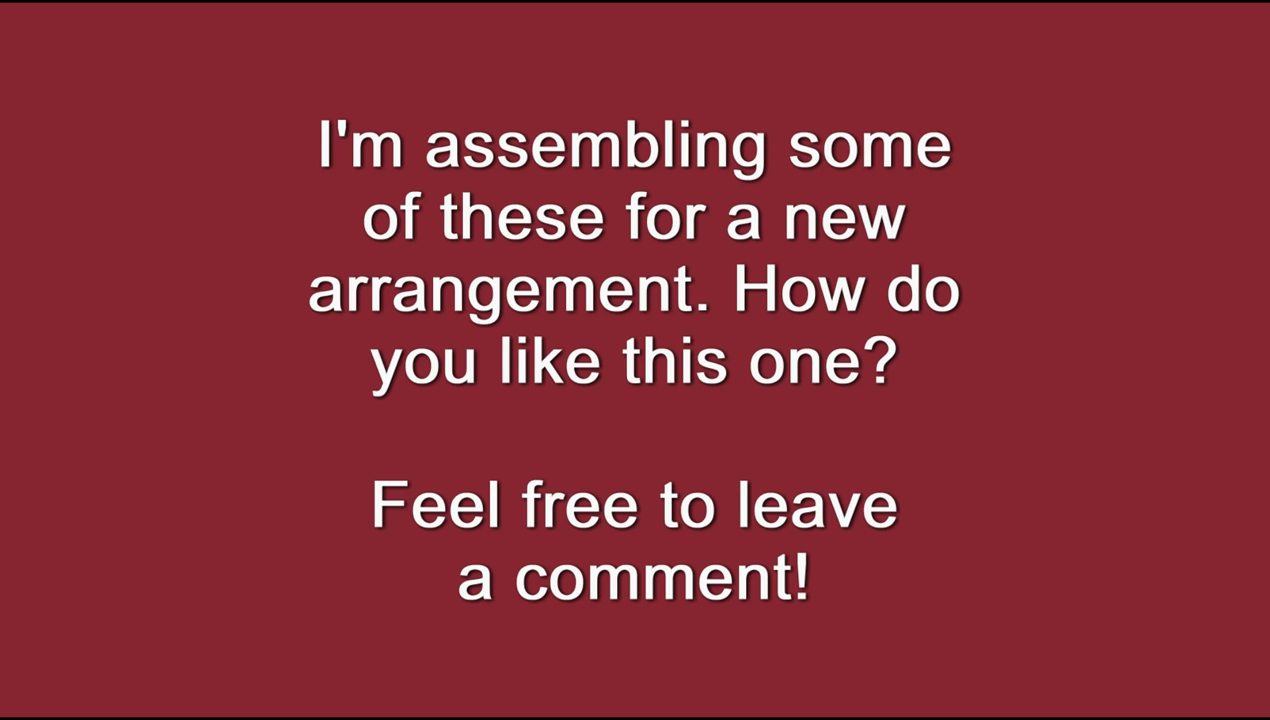 I'm assembling some
of these for a new
arrangement. How do
you like this one?
Feel free to leave
a comment!